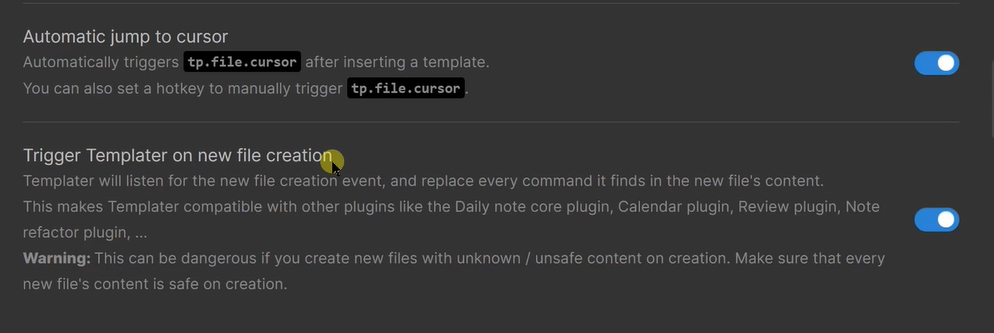 Automatic jump to cursor
Automatically triggers tp.file.cursor after inserting a template.
You can also set a hotkey to manually trigger tp.file.cursor.
Trigger Templater on new file creation
Templater will listen for the new file creation event, and replace every command it finds in the new file's content.
This makes Templater compatible with other plugins like the Daily note core plugin, Calendar plugin, Review plugin, Note
refactor plugin, ...
Warning: This can be dangerous if you create new files with unknown / unsafe content on creation. Make sure that every
new file's content is safe on creation.